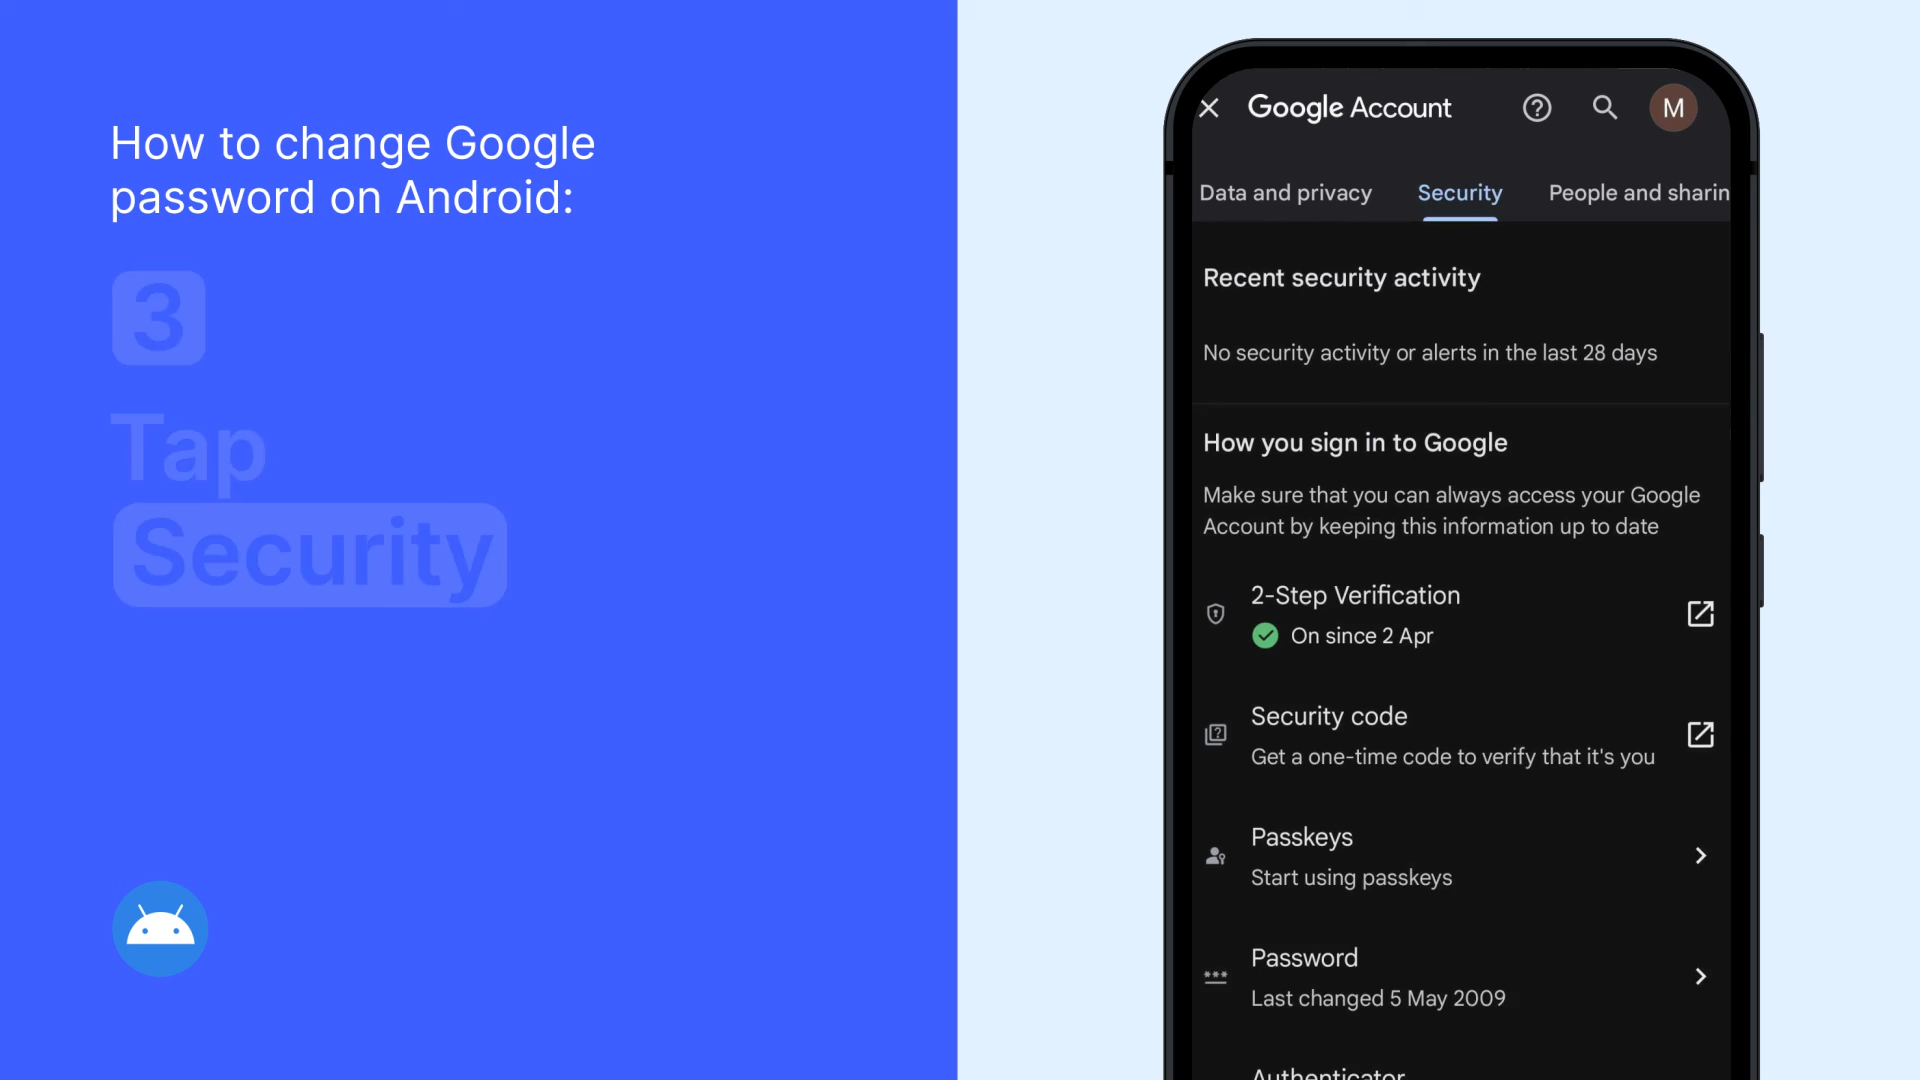 How to change Google
password on Android:
3
Tap
Security
Google Account
M
Data and privacy
Security
People and sharin
Recent security activity
No security activity or alerts in the last 28 days
How you sign in to Google
Make sure that you can always access your Google
Account by keeping this information up to date
2-Step Verification
On since 2 Apr
Security code
Get a one-time code to verify that it's you
Passkeys
Start using passkeys
Password
Last changed 5 May 2009
Authenticator